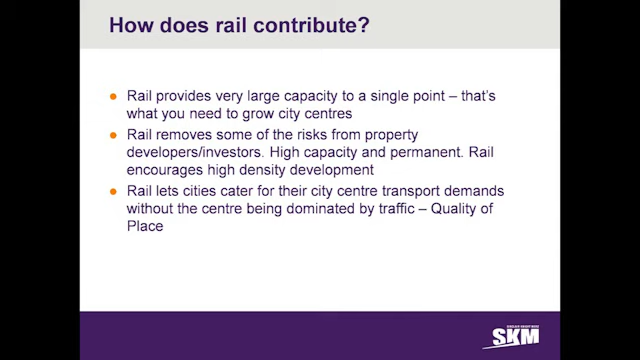 How does rail contribute?
Rail provides very large capacity to a single point – that's
what you need to grow city centres
Rail removes some of the risks from property
developers/investors. High capacity and permanent. Rail
encourages high density development
Rail lets cities cater for their city centre transport demands
without the centre being dominated by traffic – Quality of
Place
SKM